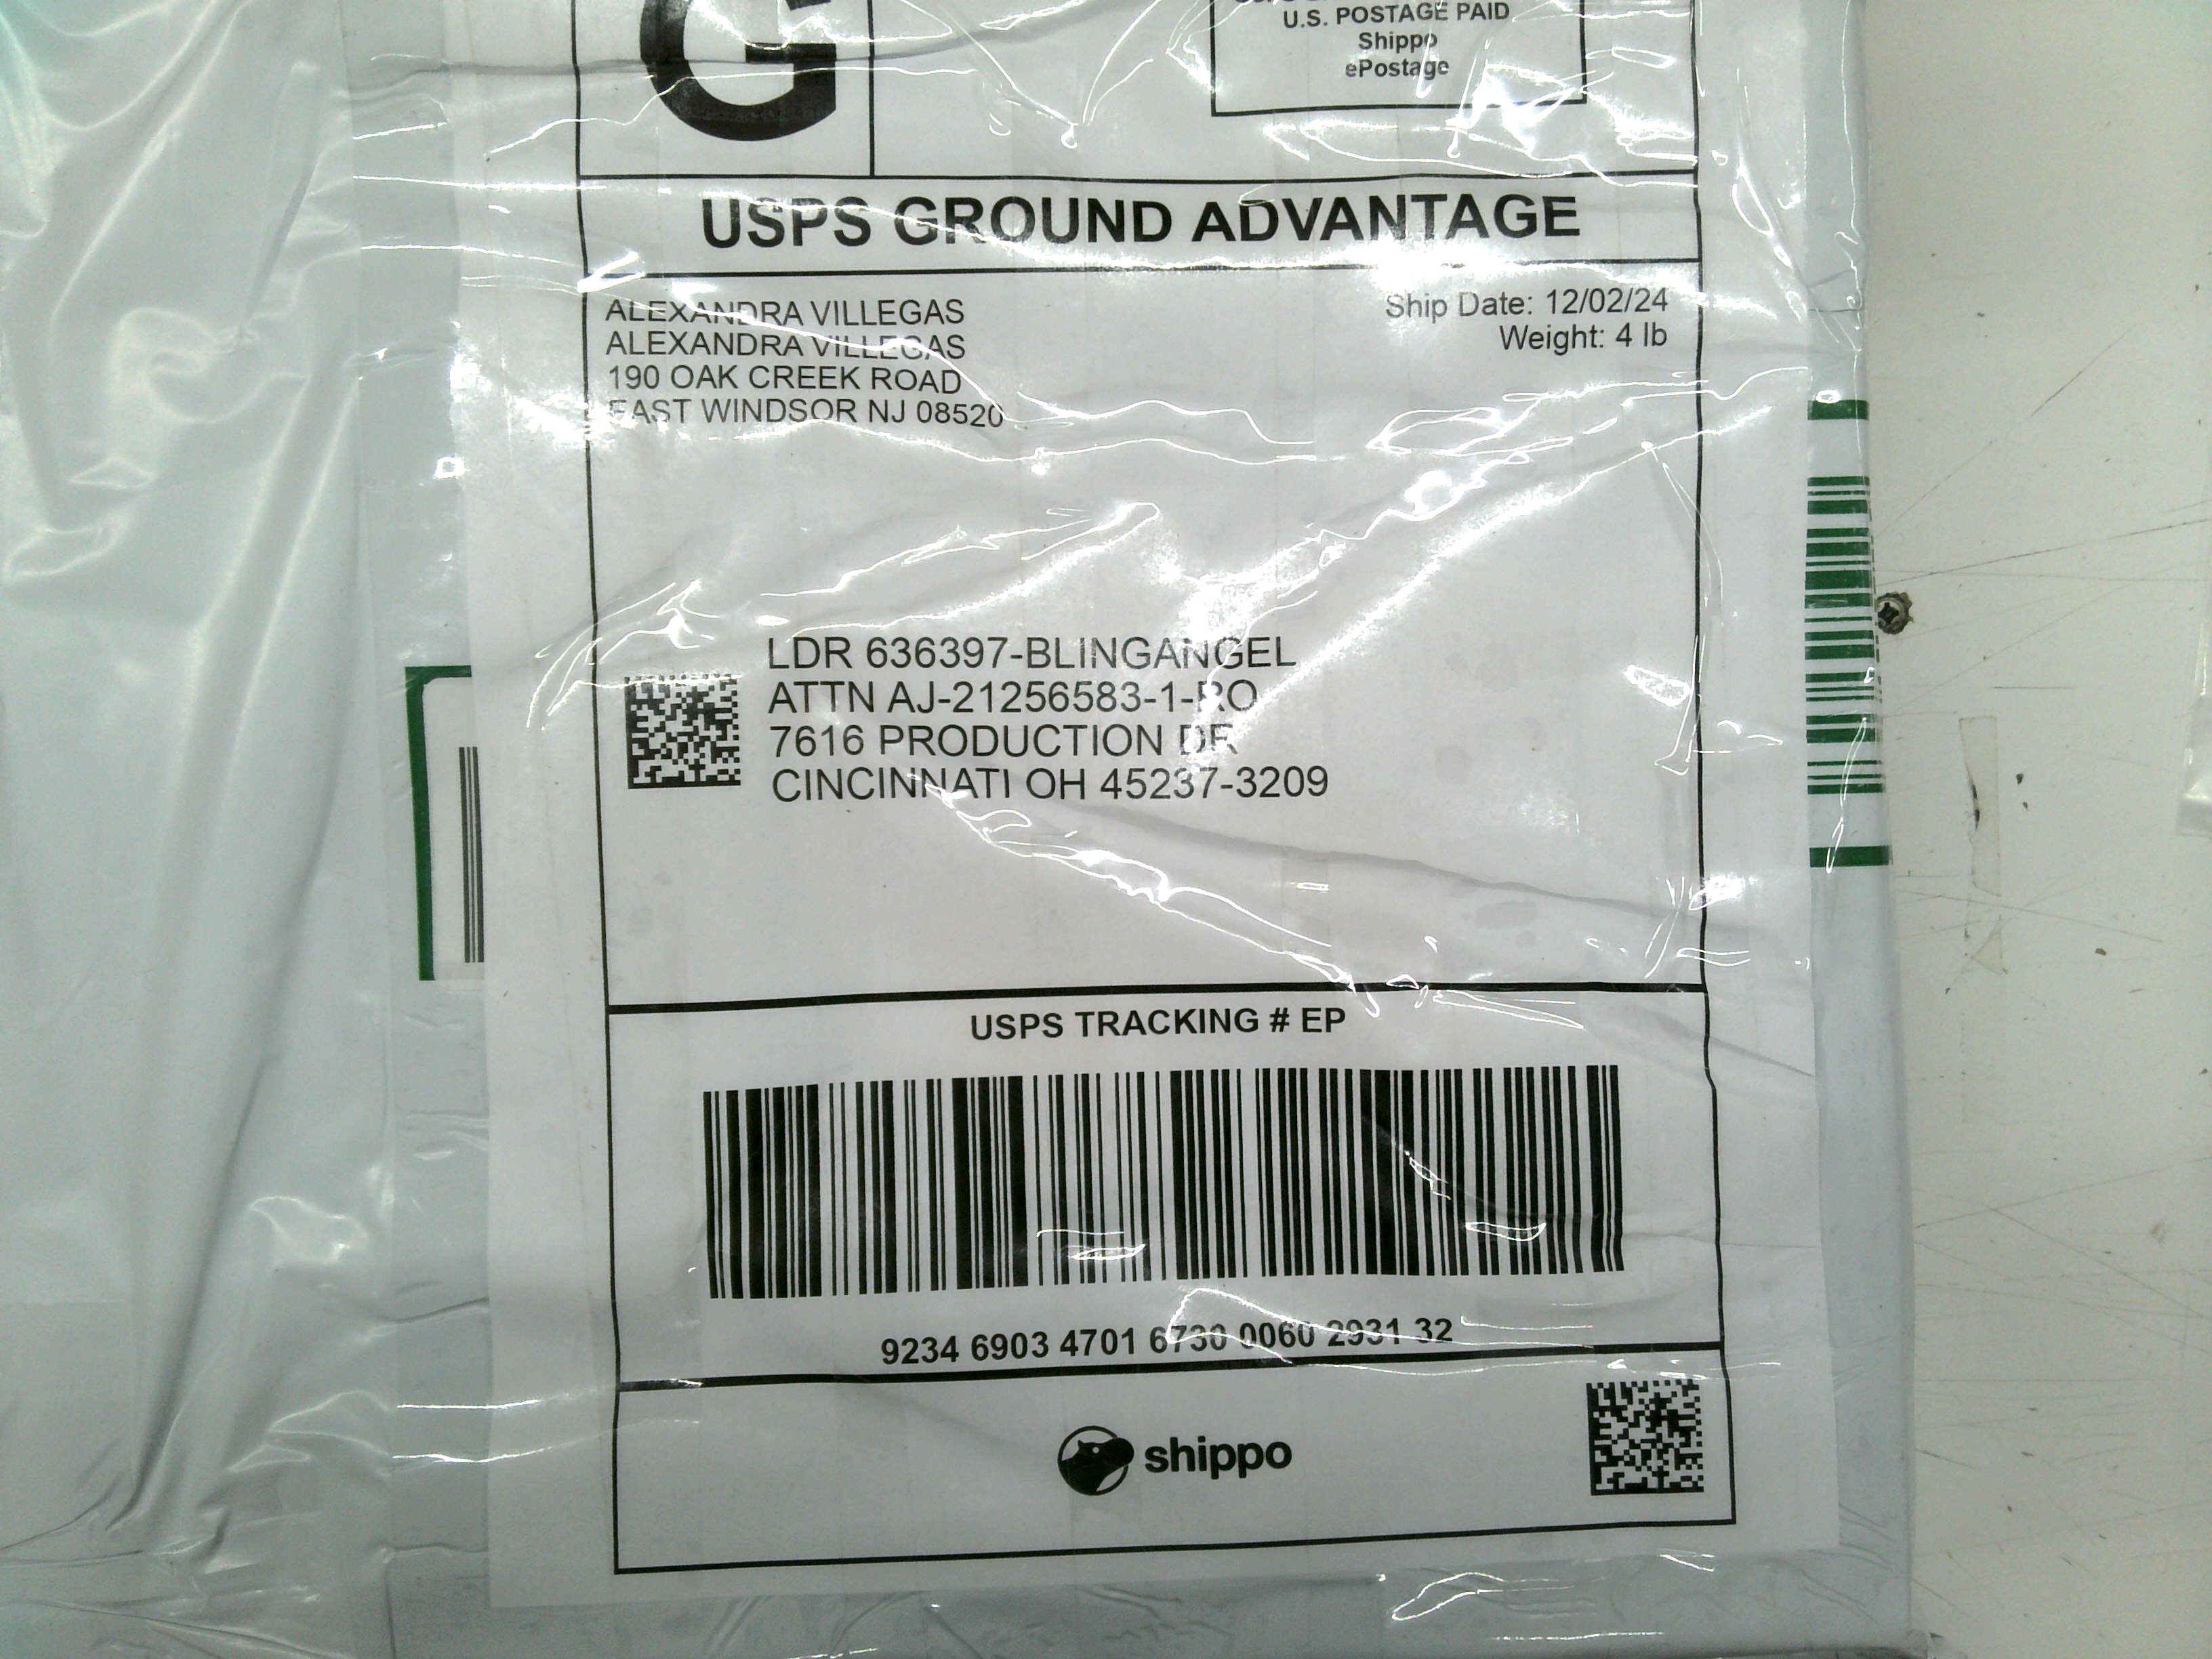 G
U.S. POSTAGE PAID
Shippo
ePostage
USPS GROUND ADVANTAGE
ALEXANDRA VILLEGAS
ALEXANDRA VILLEGAS
190 OAK CREEK ROAD
EAST WINDSOR NJ 08520
Ship Date: 12/02/24
Weight: 4 lb
LDR 636397-BLINGANGEL
ATTN AJ-21256583-1-RO
7616 PRODUCTION DR
CINCINNATI OH 45237-3209
USPS TRACKING # EP
9234 6903 4701 6730 0060 2931 32
shippo